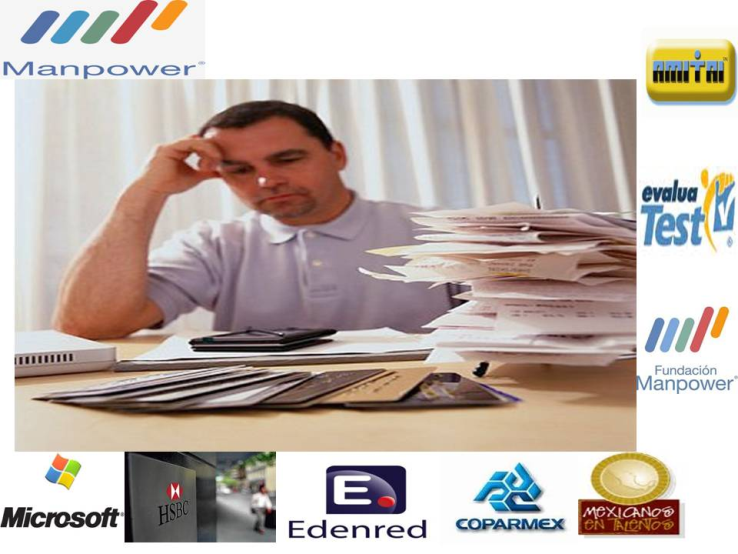 Manpower®
AMITAI
evalua
Test®
Fundación
Manpower®
Microsoft
HSBC
E.
Edenred
COPARMEX
MEXICANOS
EN TALENTOS